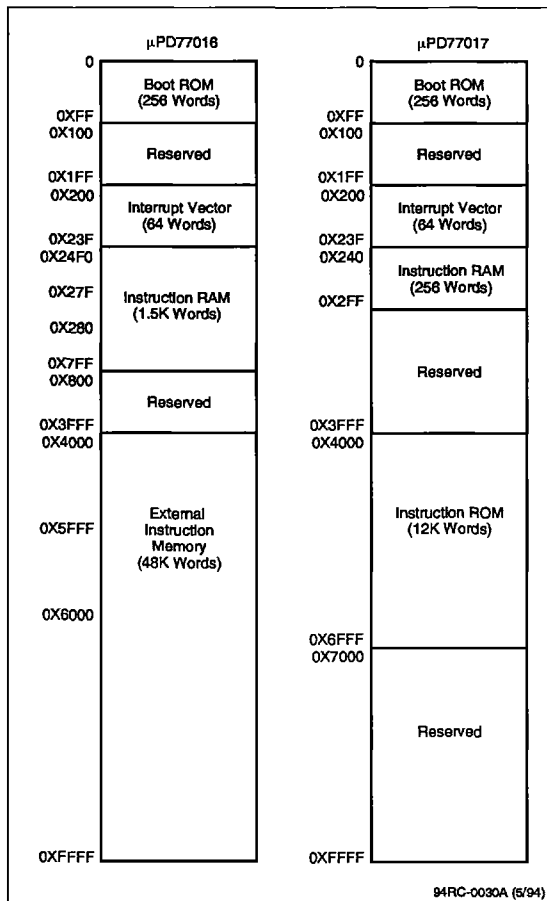 µPD77016
0
Boot ROM
(256 Words)
0XFF
0X100
Reserved
0X1FF
0X200
Interrupt Vector
(64 Words)
0X23F
0X24F0
0X27F
Instruction RAM
(1.5K Words)
0X280
0X7FF
0X800
Reserved
0X3FFF
0X4000
External
Instruction
Memory
(48K Words)
0X5FFF
0X6000
0XFFFF
µPD77017
0
Boot ROM
(256 Words)
0XFF
0X100
Reserved
0X1FF
0X200
Interrupt Vector
(64 Words)
0X23F
0X240
Instruction RAM
(256 Words)
0X2FF
Reserved
0X3FFF
0X4000
Instruction ROM
(12K Words)
0X6FFF
0X7000
Reserved
0XFFFF
94RC-0030A (5/94)